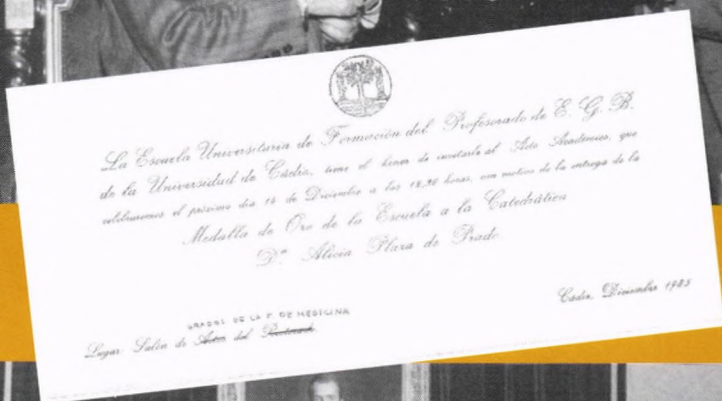 La Escuela Universitaria de Formación del Profesorado de E. G. B.
de la Universidad de Cádiz, tiene el honor de invitarle al Acto Académico, que
celebraremos el próximo día 14 de Diciembre a las 12,30 horas, con motivo de la entrega de la
Medalla de Oro de la Escuela a la Catedrática
D.ª Alicia Plaza de Prado
Cádiz, Diciembre 1985
GRADOS DE LA F. DE MEDICINA
Lugar: Salón de Actos del Rectorado